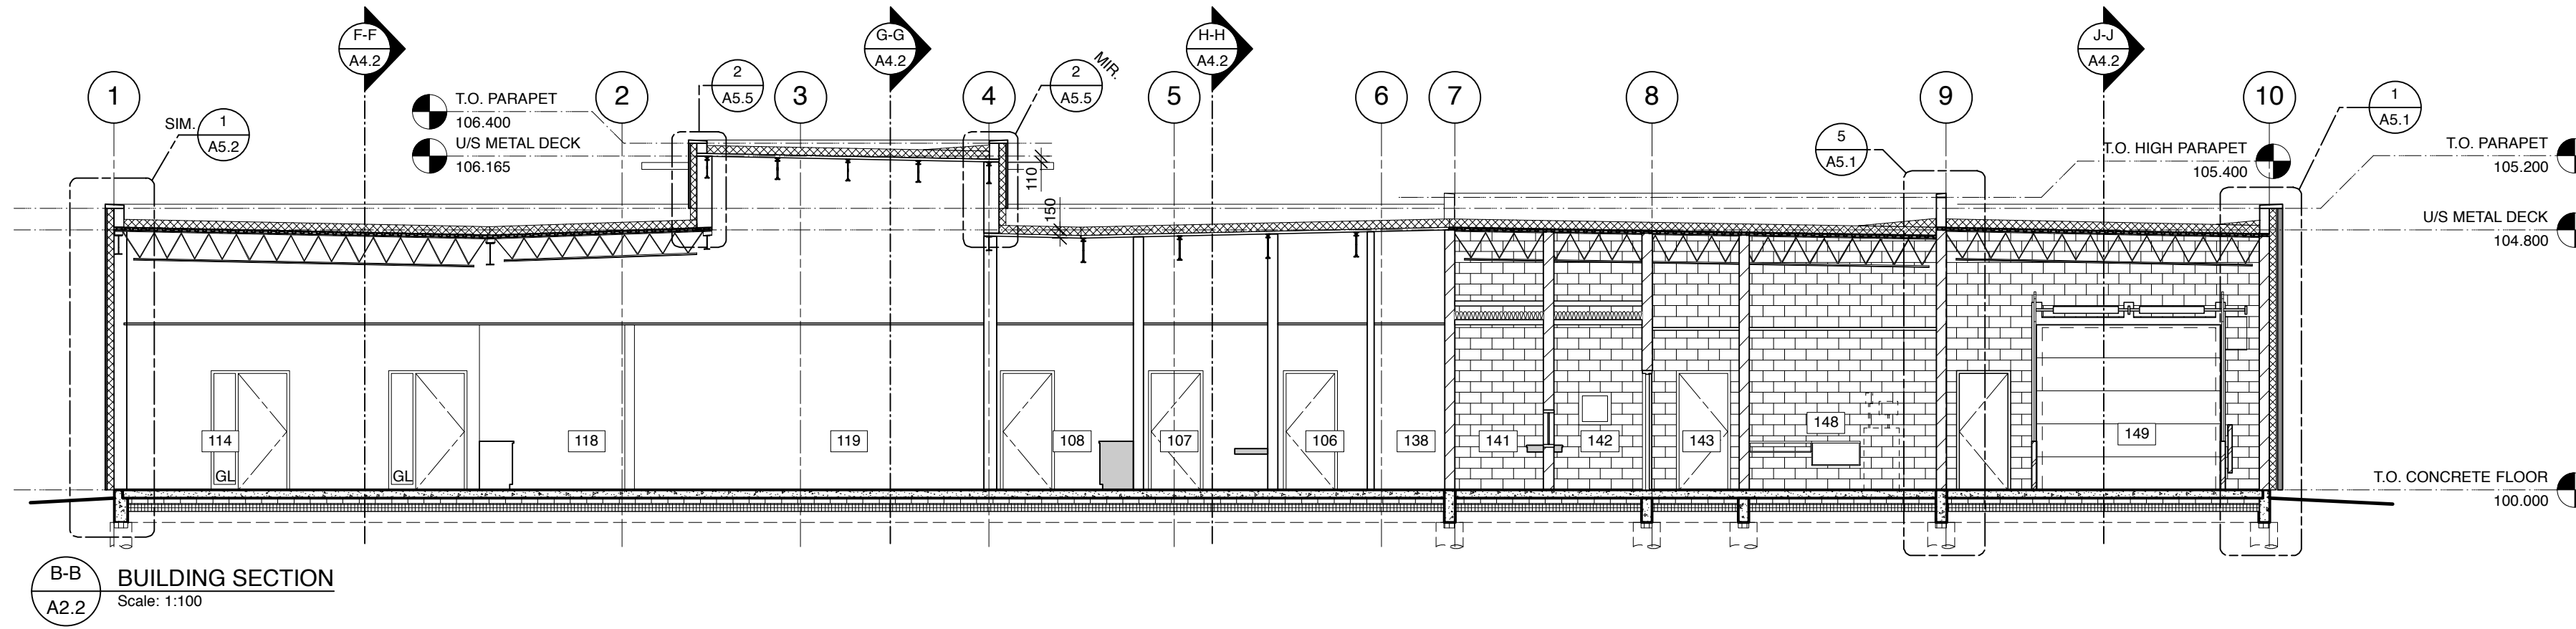 F-F
A4.2
G-G
A4.2
H-H
A4.2
J-J
A4.2
1
2
3
4
5
6
7
8
9
10
SIM.
1
A5.2
T.O. PARAPET
106.400
U/S METAL DECK
106.165
2
A5.5
2
A5.5
MIR.
110
150
5
A5.1
T.O. HIGH PARAPET
105.400
1
A5.1
T.O. PARAPET
105.200
U/S METAL DECK
104.800
114
GL
GL
118
119
108
107
106
138
141
142
143
148
149
T.O. CONCRETE FLOOR
100.000
B-B
A2.2
BUILDING SECTION
Scale: 1:100